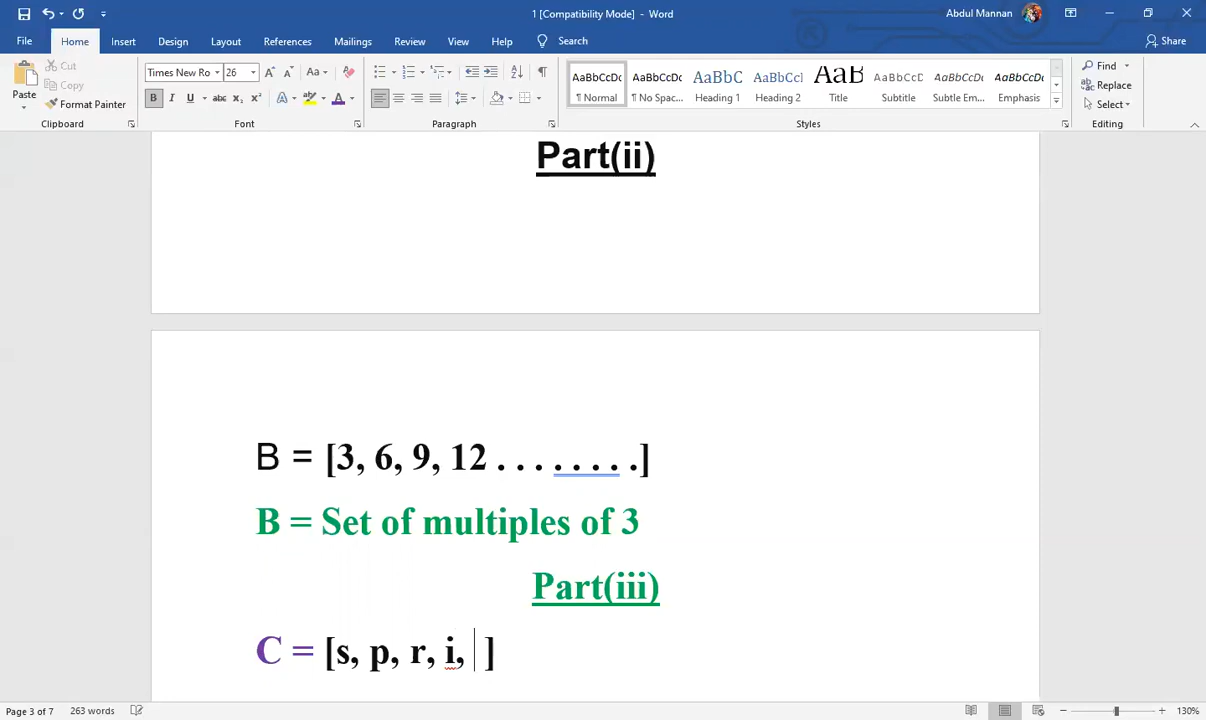 1 [Compatibility Mode] - Word
Abdul Mannan
File Home Insert Design Layout References Mailings Review View Help Search Share
Paste
Cut
Copy
Format Painter
Clipboard
Times New Ro 26
Font
Paragraph
AaBbCcDc AaBbCcDc AaBbC AaBbCcI AaB AaBbCcD AaBbCcDc AaBbCcDc
¶ Normal ¶ No Spac... Heading 1 Heading 2 Title Subtitle Subtle Em... Emphasis
Styles
Find
Replace
Select
Editing
Part(ii)
B = [3, 6, 9, 12 . . . . . . . .]
B = Set of multiples of 3
Part(iii)
C = [s, p, r, i, ]
Page 3 of 7 263 words 130%